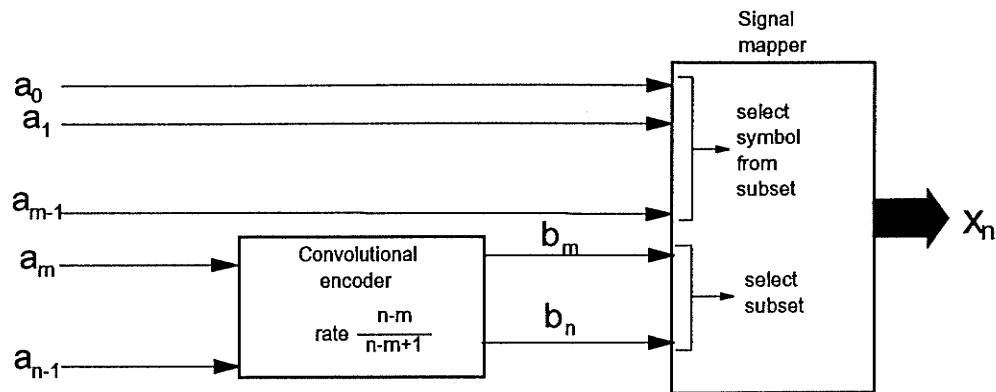 Signal
mapper
a0
a1
select
symbol
from
subset
am-1
xn
am
Convolutional
encoder
bm
select
subset
rate n-m
n-m+1
bn
an-1